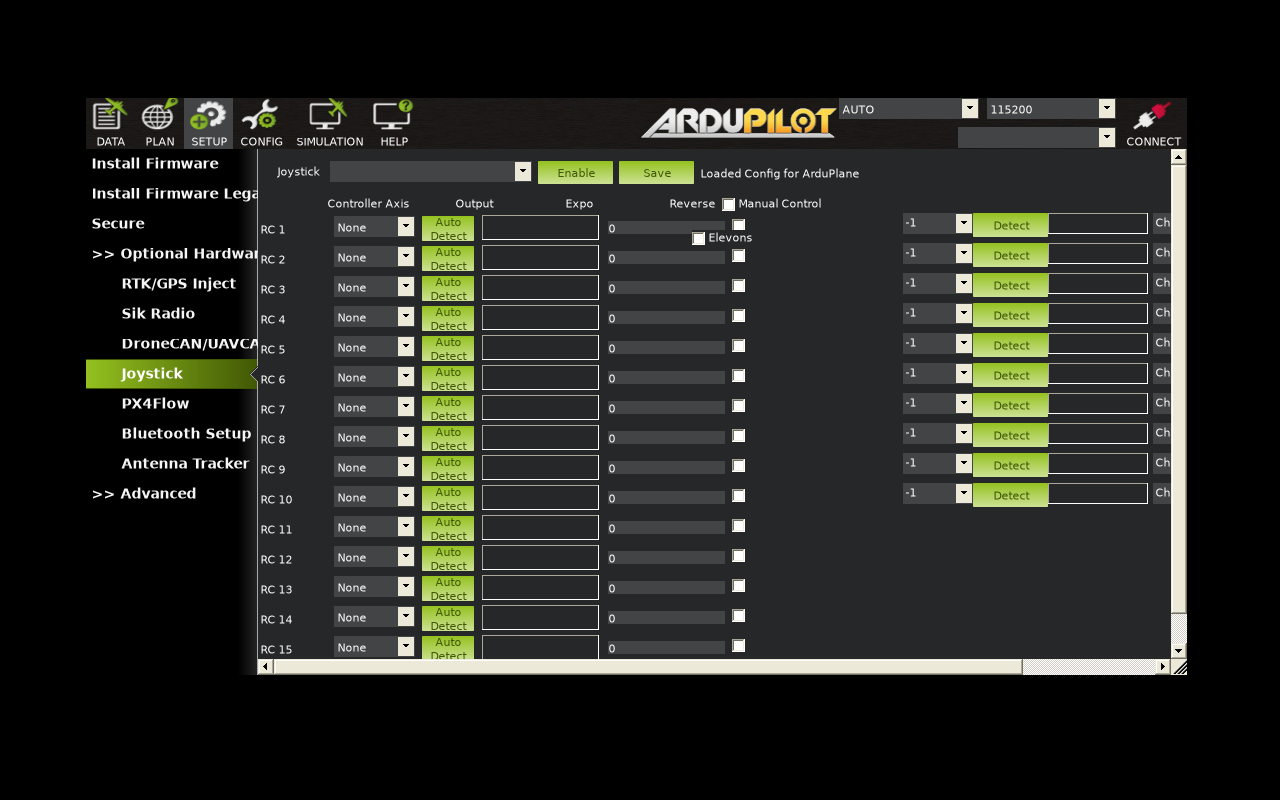 DATA PLAN SETUP CONFIG SIMULATION HELP
ARDUPILOT
AUTO 115200
CONNECT
Install Firmware
Install Firmware Lega
Secure
>> Optional Hardwar
RTK/GPS Inject
Sik Radio
DroneCAN/UAVCA
Joystick
PX4Flow
Bluetooth Setup
Antenna Tracker
>> Advanced
Joystick Enable Save Loaded Config for ArduPlane
Controller Axis Output Expo Reverse Manual Control
Elevons
RC 1 None Auto Detect 0 -1 Detect Ch
RC 2 None Auto Detect 0 -1 Detect Ch
RC 3 None Auto Detect 0 -1 Detect Ch
RC 4 None Auto Detect 0 -1 Detect Ch
RC 5 None Auto Detect 0 -1 Detect Ch
RC 6 None Auto Detect 0 -1 Detect Ch
RC 7 None Auto Detect 0 -1 Detect Ch
RC 8 None Auto Detect 0 -1 Detect Ch
RC 9 None Auto Detect 0 -1 Detect Ch
RC 10 None Auto Detect 0 -1 Detect Ch
RC 11 None Auto Detect 0
RC 12 None Auto Detect 0
RC 13 None Auto Detect 0
RC 14 None Auto Detect 0
RC 15 None Auto Detect 0